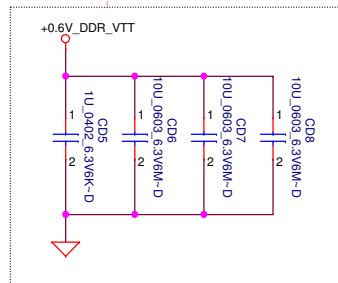 +0.6V_DDR_VTT
1
2
CD5
1U_0402_6.3V6K~D
1
2
CD6
10U_0603_6.3V6M~D
1
2
CD7
10U_0603_6.3V6M~D
1
2
CD8
10U_0603_6.3V6M~D